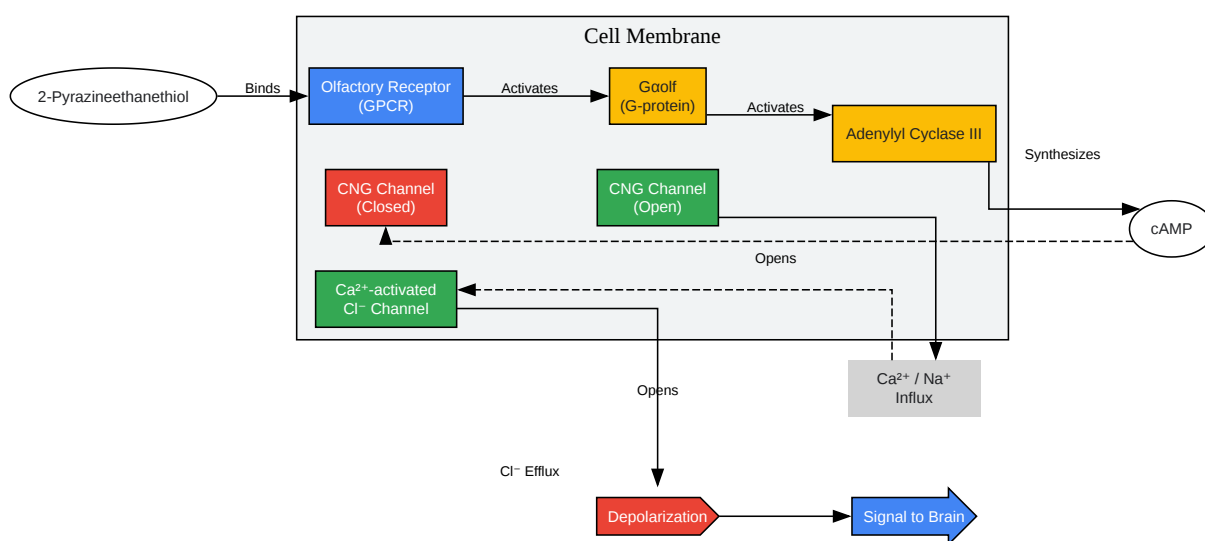 Cell Membrane
2-Pyrazineethanethiol
Binds
Olfactory Receptor
(GPCR)
Activates
Gαolf
(G-protein)
Activates
Adenylyl Cyclase III
Synthesizes
cAMP
CNG Channel
(Closed)
CNG Channel
(Open)
Opens
Ca²⁺-activated
Cl⁻ Channel
Ca²⁺ / Na⁺
Influx
Opens
Cl⁻ Efflux
Depolarization
Signal to Brain